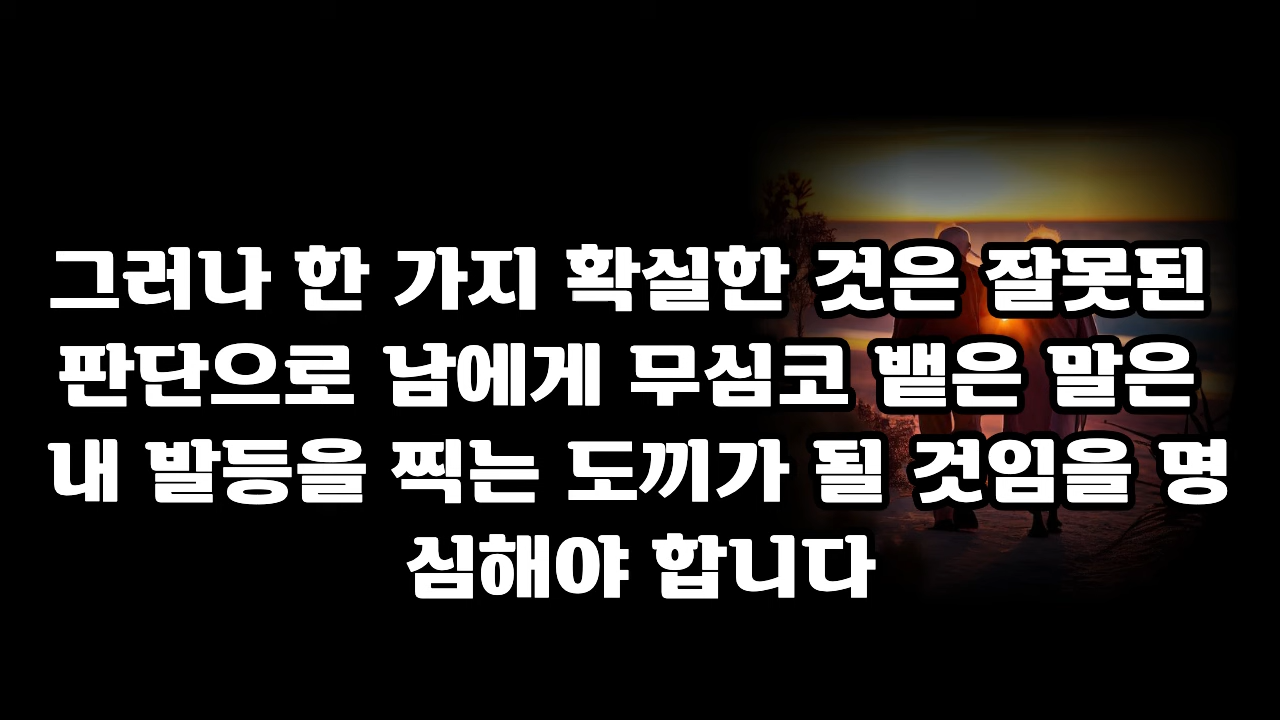 그러나 한 가지 확실한 것은 잘못된
판단으로 남에게 무심코 뱉은 말은
내 발등을 찍는 도끼가 될 것임을 명
심해야 합니다